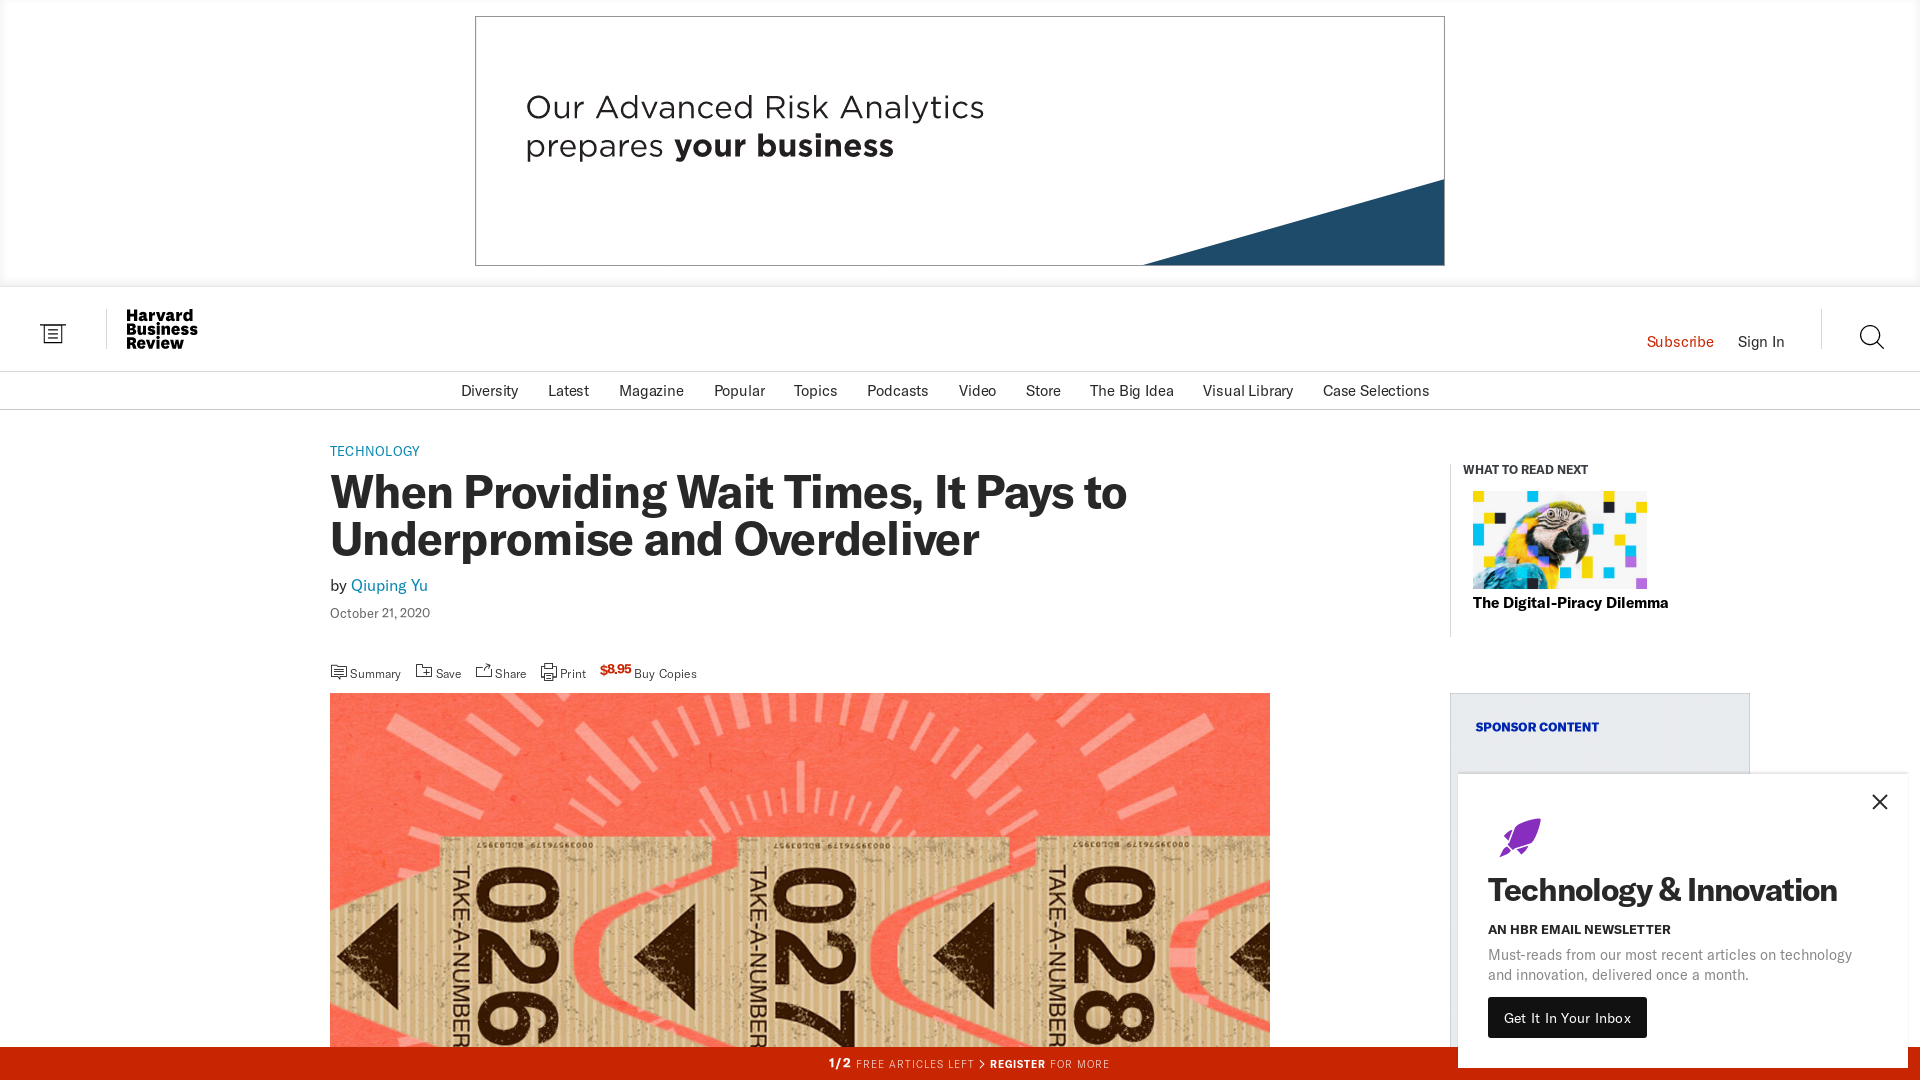 Our Advanced Risk Analytics
prepares your business
Harvard
Business
Review
Subscribe
Sign In
Diversity
Latest
Magazine
Popular
Topics
Podcasts
Video
Store
The Big Idea
Visual Library
Case Selections
TECHNOLOGY
When Providing Wait Times, It Pays to
Underpromise and Overdeliver
by Qiuping Yu
October 21, 2020
Summary
Save
Share
Print
$8.95 Buy Copies
WHAT TO READ NEXT
The Digital-Piracy Dilemma
026
TAKE-A-NUMBER
027
TAKE-A-NUMBER
028
TAKE-A-NUMBER
SPONSOR CONTENT
Technology & Innovation
AN HBR EMAIL NEWSLETTER
Must-reads from our most recent articles on technology
and innovation, delivered once a month.
Get It In Your Inbox
1/2 FREE ARTICLES LEFT > REGISTER FOR MORE